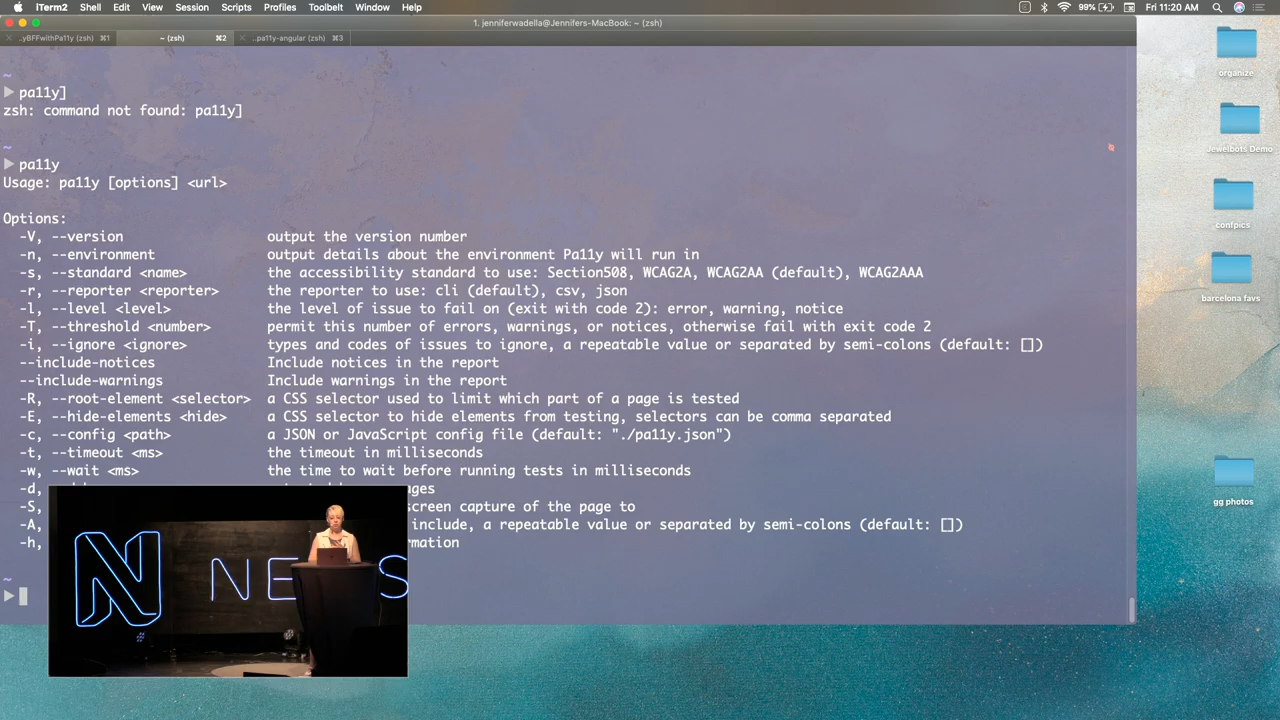 iTerm2 Shell Edit View Session Scripts Profiles Toolbelt Window Help 99% Fri 11:20 AM
1. jenniferwadella@Jennifers-MacBook: ~ (zsh)
..yBFFwithPa11y (zsh) ⌘1 ~ (zsh) ⌘2 ..pa11y-angular (zsh) ⌘3
~
pa11y]
zsh: command not found: pa11y]
~
pa11y
Usage: pa11y [options] <url>
Options:
-V, --version output the version number
-n, --environment output details about the environment Pa11y will run in
-s, --standard <name> the accessibility standard to use: Section508, WCAG2A, WCAG2AA (default), WCAG2AAA
-r, --reporter <reporter> the reporter to use: cli (default), csv, json
-l, --level <level> the level of issue to fail on (exit with code 2): error, warning, notice
-T, --threshold <number> permit this number of errors, warnings, or notices, otherwise fail with exit code 2
-i, --ignore <ignore> types and codes of issues to ignore, a repeatable value or separated by semi-colons (default: [])
--include-notices Include notices in the report
--include-warnings Include warnings in the report
-R, --root-element <selector> a CSS selector used to limit which part of a page is tested
-E, --hide-elements <hide> a CSS selector to hide elements from testing, selectors can be comma separated
-c, --config <path> a JSON or JavaScript config file (default: "./pa11y.json")
-t, --timeout <ms> the timeout in milliseconds
-w, --wait <ms> the time to wait before running tests in milliseconds
-d,
-S, screen capture of the page to
-A, include, a repeatable value or separated by semi-colons (default: [])
-h,
~
organize
Jewelbots Demo
confpics
barcelona favs
gg photos
N NE S